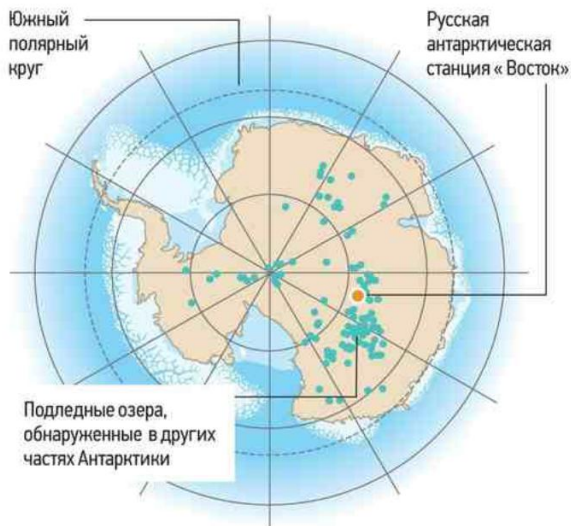 Южный
полярный
круг
Русская
антарктическая
станция « Восток»
Подледные озера,
обнаруженные в других
частях Антарктики